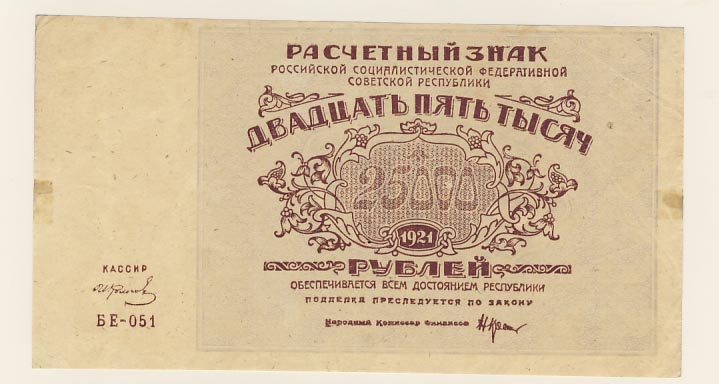 РАСЧЕТНЫЙ ЗНАК
РОССИЙСКОЙ СОЦИАЛИСТИЧЕСКОЙ ФЕДЕРАТИВНОЙ
СОВЕТСКОЙ РЕСПУБЛИКИ
ДВАДЦАТЬ ПЯТЬ ТЫСЯЧ
25000
1921
РУБЛЕЙ
ОБЕСПЕЧИВАЕТСЯ ВСЕМ ДОСТОЯНИЕМ РЕСПУБЛИКИ
ПОДДЕЛКА ПРЕСЛЕДУЕТСЯ ПО ЗАКОНУ
Народный Комиссар Финансов
КАССИР
БЕ-051